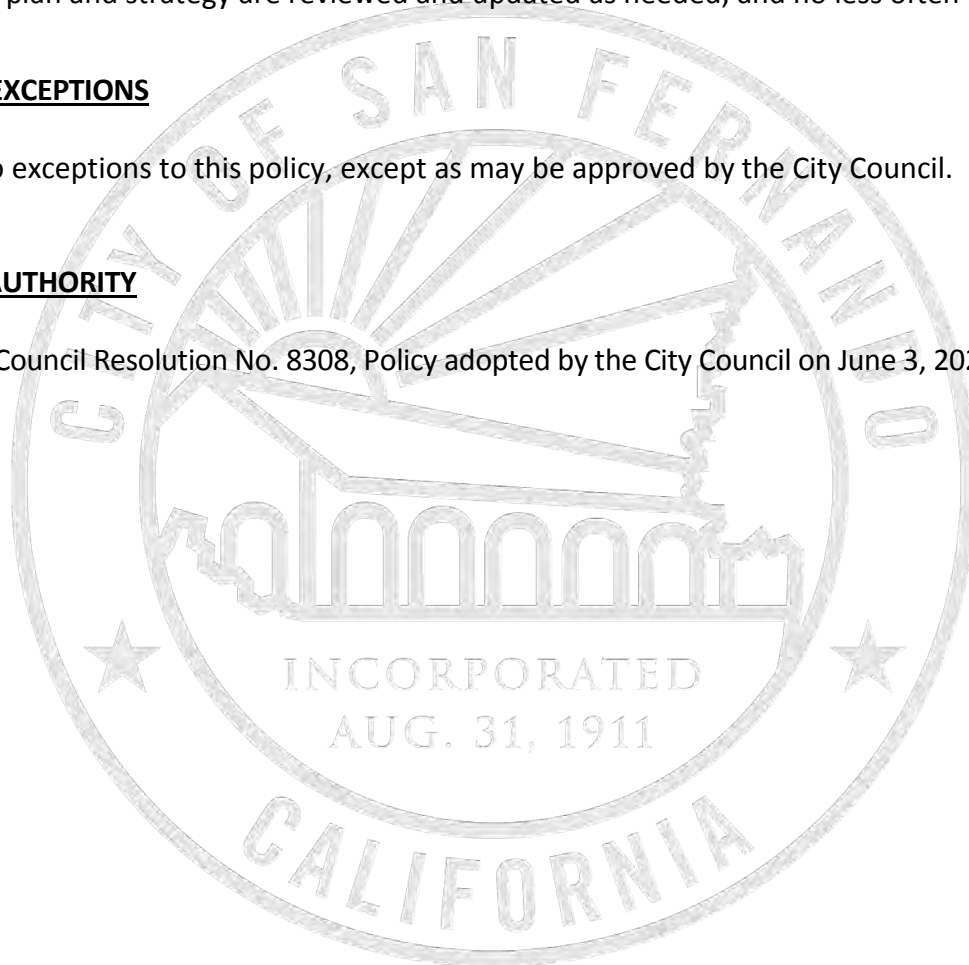 plan and strategy are reviewed and updated as needed, and no less often
EXCEPTIONS
exceptions to this policy, except as may be approved by the City Council.
AUTHORITY
Council Resolution No. 8308, Policy adopted by the City Council on June 3,
CITY OF SAN FERNANDO
INCORPORATED
AUG. 31, 1911
CALIFORNIA